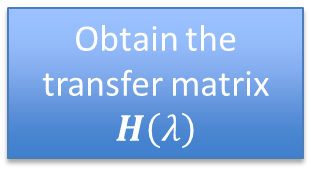 Obtain the
transfer matrix
𝑯(𝜆)